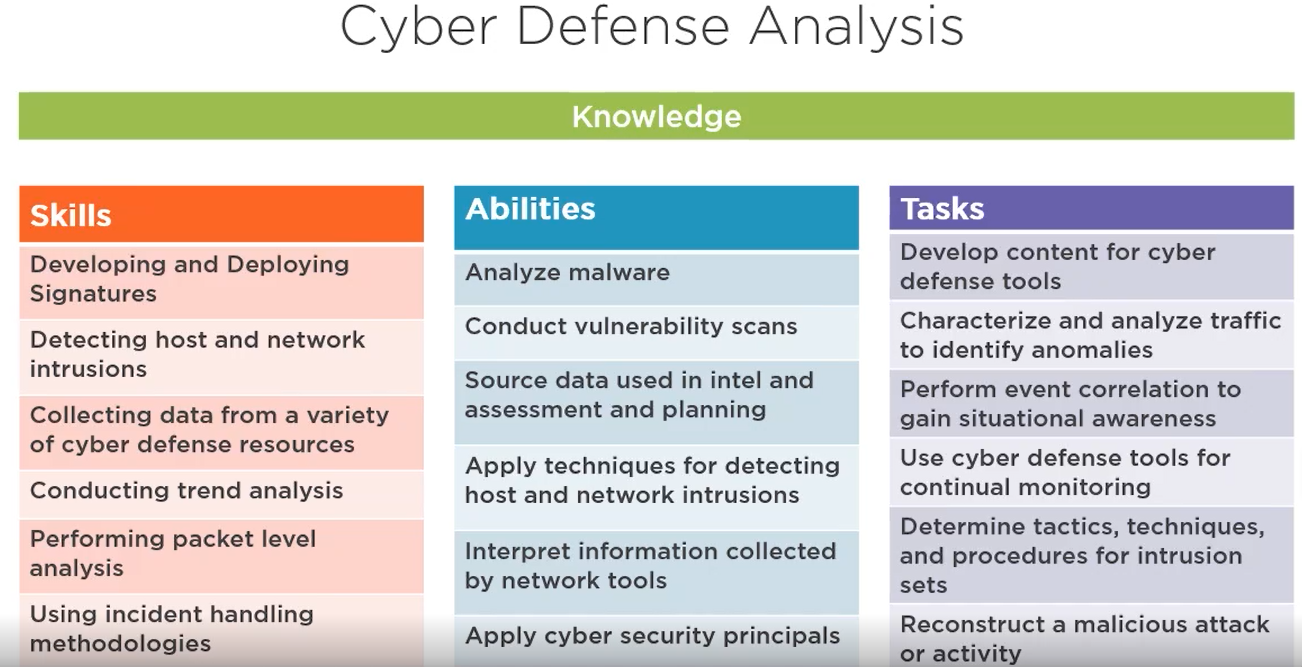 Cyber Defense Analysis
Knowledge
Skills
Developing and Deploying
Signatures
Detecting host and network
intrusions
Collecting data from a variety
of cyber defense resources
Conducting trend analysis
Performing packet level
analysis
Using incident handling
methodologies
Abilities
Analyze malware
Conduct vulnerability scans
Source data used in intel and
assessment and planning
Apply techniques for detecting
host and network intrusions
Interpret information collected
by network tools
Apply cyber security principals
Tasks
Develop content for cyber
defense tools
Characterize and analyze traffic
to identify anomalies
Perform event correlation to
gain situational awareness
Use cyber defense tools for
continual monitoring
Determine tactics, techniques,
and procedures for intrusion
sets
Reconstruct a malicious attack
or activity